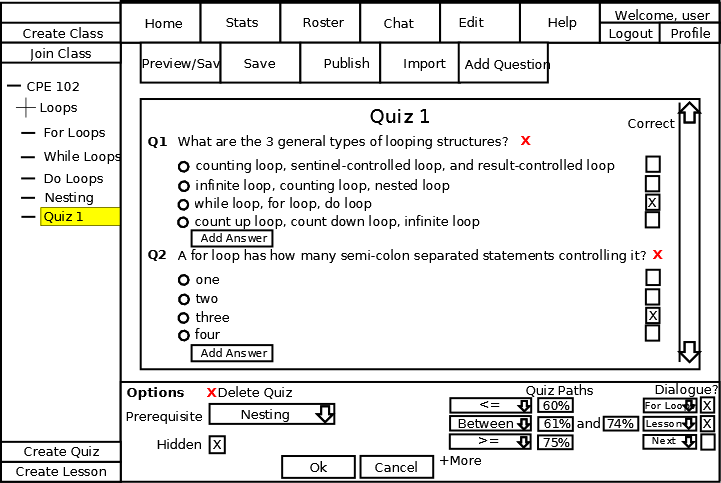 Home Stats Roster Chat Edit Help Welcome, user
Create Class Logout Profile
Join Class Preview/Sav Save Publish Import Add Question
CPE 102
Loops
For Loops
While Loops
Do Loops
Nesting
Quiz 1
Create Quiz
Create Lesson
Quiz 1
Correct
Q1 What are the 3 general types of looping structures? X
counting loop, sentinel-controlled loop, and result-controlled loop
infinite loop, counting loop, nested loop
while loop, for loop, do loop X
count up loop, count down loop, infinite loop
Add Answer
Q2 A for loop has how many semi-colon separated statements controlling it? X
one
two
three X
four
Add Answer
Options X Delete Quiz Quiz Paths Dialogue?
Prerequisite Nesting <= 60% For Loo X
Between 61% and 74% Lesson X
Hidden X >= 75% Next
+More
Ok Cancel